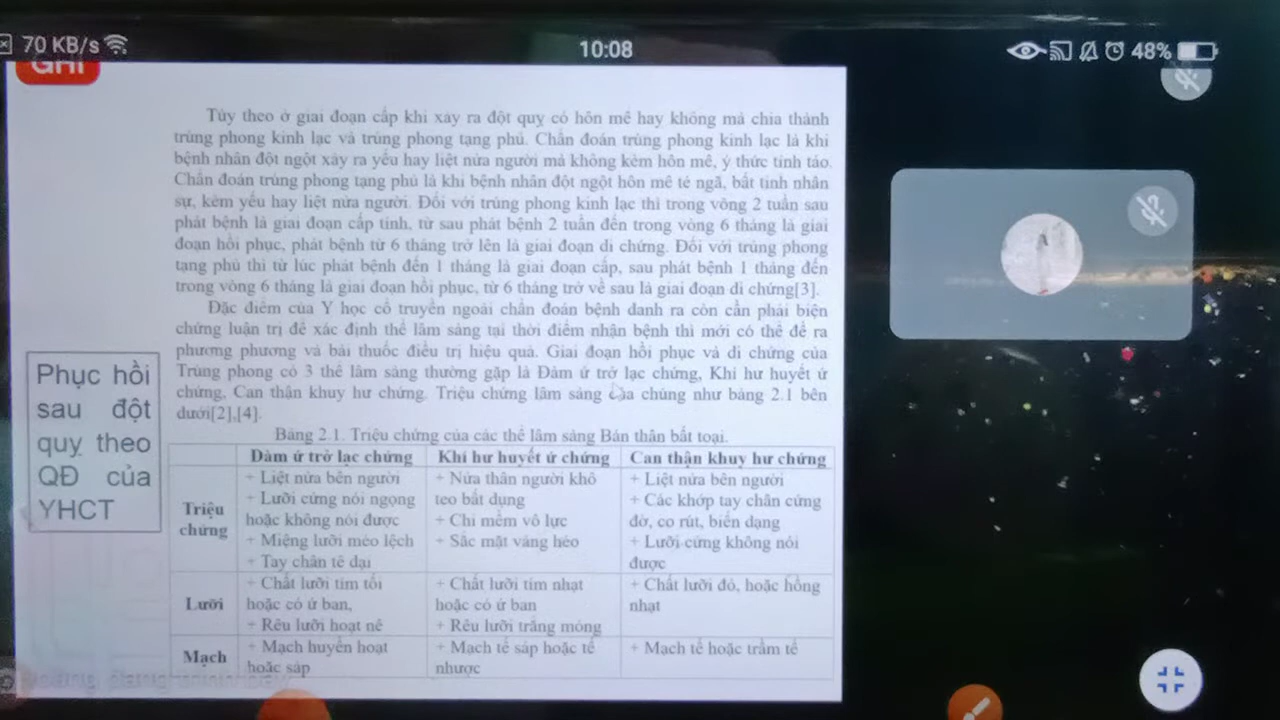 70 KB/s
10:08
48%
GHI
Tùy theo ở giai đoạn cấp khi xảy ra đột quỵ có hôn mê hay không mà chia thành
trúng phong kinh lạc và trúng phong tạng phủ. Chẩn đoán trúng phong kinh lạc là khi
bệnh nhân đột ngột xảy ra yếu hay liệt nửa người mà không kèm hôn mê, ý thức tỉnh táo.
Chẩn đoán trúng phong tạng phủ là khi bệnh nhân đột ngột hôn mê té ngã, bất tỉnh nhân
sự, kèm yếu hay liệt nửa người. Đối với trúng phong kinh lạc thì trong vòng 2 tuần sau
phát bệnh là giai đoạn cấp tính, từ sau phát bệnh 2 tuần đến trong vòng 6 tháng là giai
đoạn hồi phục, phát bệnh từ 6 tháng trở lên là giai đoạn di chứng. Đối với trúng phong
tạng phủ thì từ lúc phát bệnh đến 1 tháng là giai đoạn cấp, sau phát bệnh 1 tháng đến
trong vòng 6 tháng là giai đoạn hồi phục, từ 6 tháng trở về sau là giai đoạn di chứng[3].
Đặc điểm của Y học cổ truyền ngoài chẩn đoán bệnh danh ra còn cần phải biện
chứng luận trị để xác định thể lâm sàng tại thời điểm nhận bệnh thì mới có thể đề ra
phương phương và bài thuốc điều trị hiệu quả. Giai đoạn hồi phục và di chứng của
Trúng phong có 3 thể lâm sàng thường gặp là Đàm ứ trở lạc chứng, Khí hư huyết ứ
chứng, Can thận khuy hư chứng. Triệu chứng lâm sàng của chúng như bảng 2.1 bên
dưới[2],[4].
Phục hồi
sau đột
quỵ theo
QĐ của
YHCT
Bảng 2.1. Triệu chứng của các thể lâm sàng Bán thân bất toại.
Đàm ứ trở lạc chứng
Khí hư huyết ứ chứng
Can thận khuy hư chứng
Triệu
chứng
+ Liệt nửa bên người
+ Lưỡi cứng nói ngọng
hoặc không nói được
+ Miệng lưỡi méo lệch
+ Tay chân tê dại
+ Nửa thân người khô
teo bất dụng
+ Chi mềm vô lực
+ Sắc mặt vàng héo
+ Liệt nửa bên người
+ Các khớp tay chân cứng
đờ, co rút, biến dạng
+ Lưỡi cứng không nói
được
Lưỡi
+ Chất lưỡi tím tối
hoặc có ứ ban,
+ Rêu lưỡi hoạt nê
+ Chất lưỡi tím nhạt
hoặc có ứ ban
+ Rêu lưỡi trắng mỏng
+ Chất lưỡi đỏ, hoặc hồng
nhạt
Mạch
+ Mạch huyền hoạt
hoặc sáp
+ Mạch tế sáp hoặc tế
nhược
+ Mạch tế hoặc trầm tế